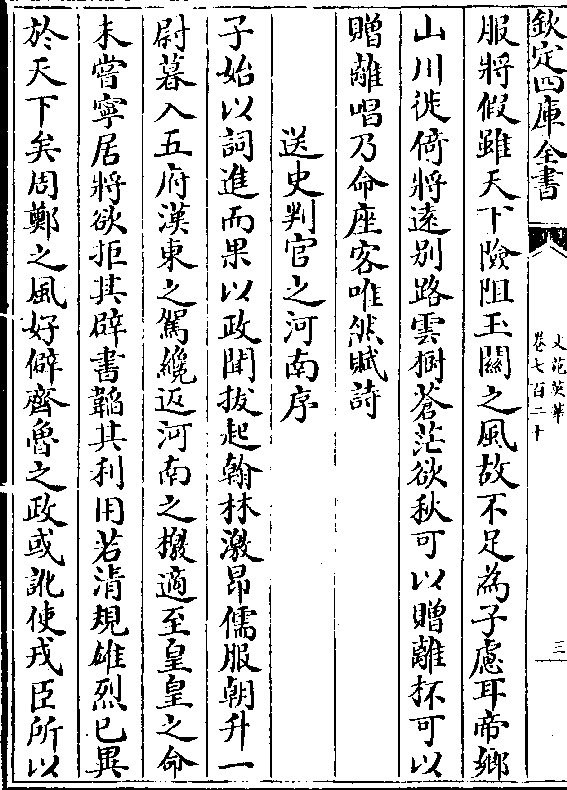 欽定四庫全書
文苑英華
卷七百二十
三
服將假雖天下險阻玉關之風故不足為子慮耳帝鄉
山川徙倚將遠别路雲樹蒼茫欲秋可以贈離杯可以
贈離唱乃命座客唯然賦詩
送史判官之河南序
子始以詞進而果以政聞拔起翰林激昂儒服朝升一
尉暮入五府漢東之駕纔返河南之檄適至皇皇之命
未嘗寧居將欲拒其辟書韜其利用若清規雄烈已異
於天下矣周鄭之風好僻齊魯之政或訛使戎臣所以